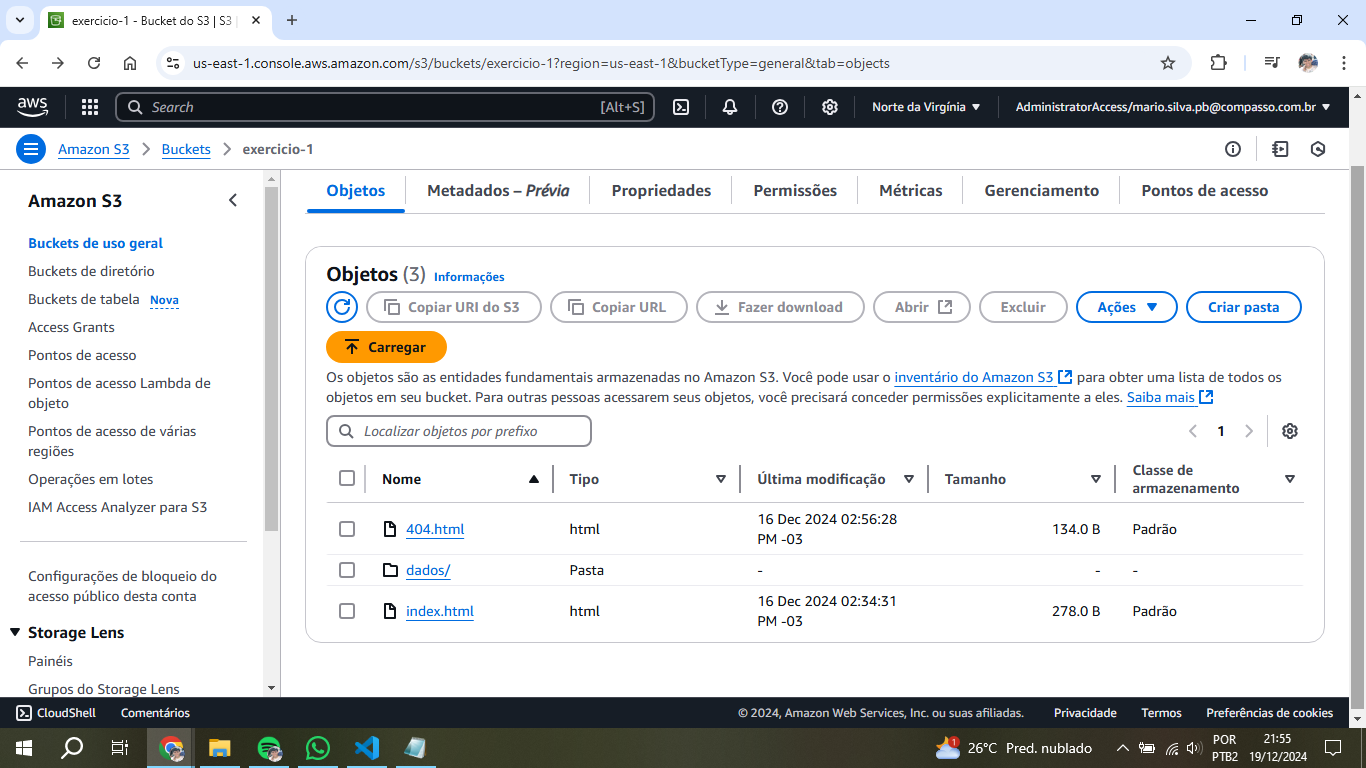 exercicio-1 - Bucket do S3 | S3
us-east-1.console.aws.amazon.com/s3/buckets/exercicio-1?region=us-east-1&bucketType=general&tab=objects
aws
Search
[Alt+S]
Norte da Virgínia
AdministratorAccess/mario.silva.pb@compasso.com.br
Amazon S3
Buckets
exercicio-1
Amazon S3
Buckets de uso geral
Buckets de diretório
Buckets de tabela Nova
Access Grants
Pontos de acesso
Pontos de acesso Lambda de
objeto
Pontos de acesso de várias
regiões
Operações em lotes
IAM Access Analyzer para S3
Configurações de bloqueio do
acesso público desta conta
Storage Lens
Painéis
Grupos do Storage Lens
Objetos
Metadados – Prévia
Propriedades
Permissões
Métricas
Gerenciamento
Pontos de acesso
Objetos (3) Informações
Copiar URI do S3
Copiar URL
Fazer download
Abrir
Excluir
Ações
Criar pasta
Carregar
Os objetos são as entidades fundamentais armazenadas no Amazon S3. Você pode usar o inventário do Amazon S3 para obter uma lista de todos os
objetos em seu bucket. Para outras pessoas acessarem seus objetos, você precisará conceder permissões explicitamente a eles. Saiba mais
Localizar objetos por prefixo
1
Nome
Tipo
Última modificação
Tamanho
Classe de
armazenamento
404.html
html
16 Dec 2024 02:56:28
PM -03
134.0 B
Padrão
dados/
Pasta
-
-
-
index.html
html
16 Dec 2024 02:34:31
PM -03
278.0 B
Padrão
CloudShell
Comentários
© 2024, Amazon Web Services, Inc. ou suas afiliadas.
Privacidade
Termos
Preferências de cookies
1
26°C Pred. nublado
POR
PTB2
21:55
19/12/2024